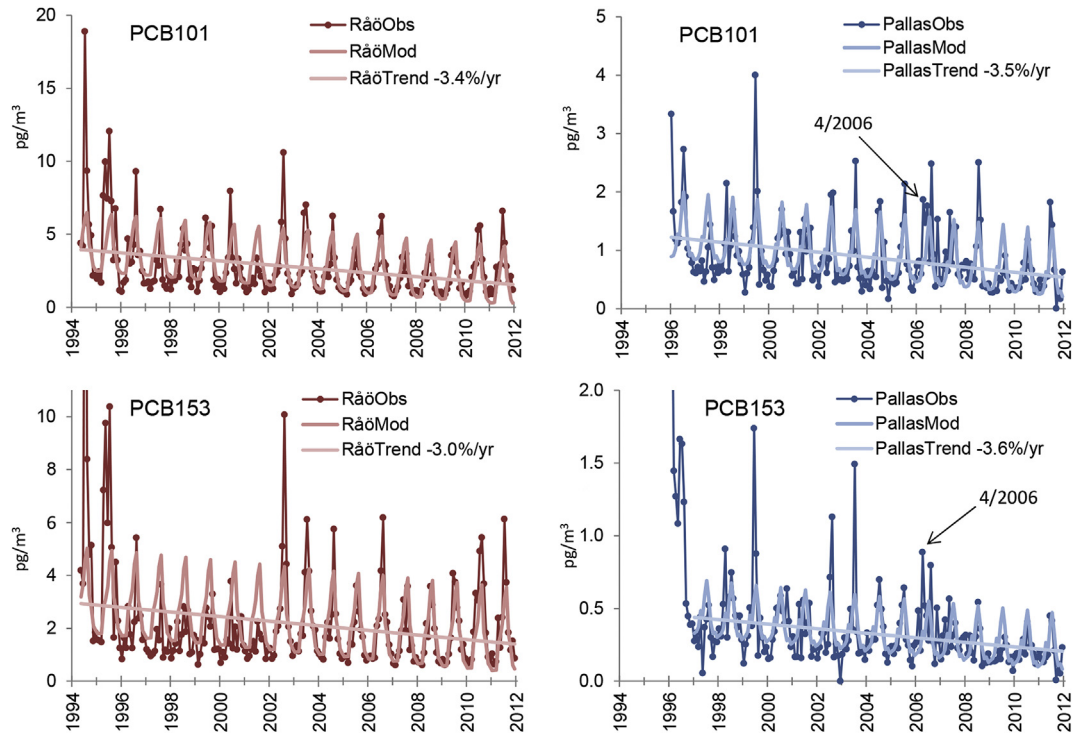 PCB101
RåöObs
RåöMod
RåöTrend -3.4%/yr
pg/m³
20
15
10
5
0
1994 1996 1998 2000 2002 2004 2006 2008 2010 2012
PCB101
PallasObs
PallasMod
PallasTrend -3.5%/yr
4/2006
pg/m³
5
4
3
2
1
0
1994 1996 1998 2000 2002 2004 2006 2008 2010 2012
PCB153
RåöObs
RåöMod
RåöTrend -3.0%/yr
pg/m³
10
8
6
4
2
0
1994 1996 1998 2000 2002 2004 2006 2008 2010 2012
PCB153
PallasObs
PallasMod
PallasTrend -3.6%/yr
4/2006
pg/m³
2.0
1.5
1.0
0.5
0.0
1994 1996 1998 2000 2002 2004 2006 2008 2010 2012